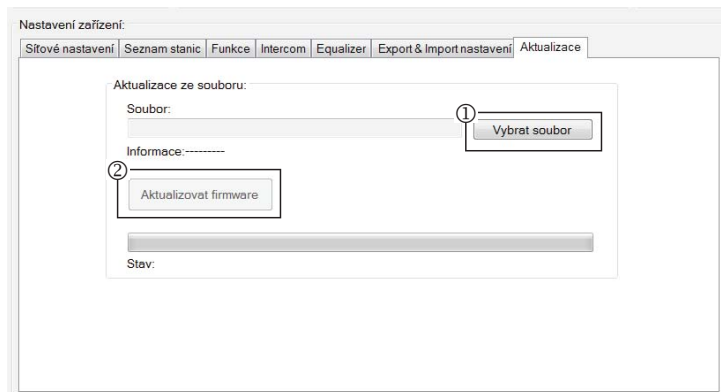 Nastavení zařízení:
Síťové nastavení Seznam stanic Funkce Intercom Equalizer Export & Import nastavení Aktualizace
Aktualizace ze souboru:
Soubor:
①
Vybrat soubor
Informace:---------
②
Aktualizovat firmware
Stav: